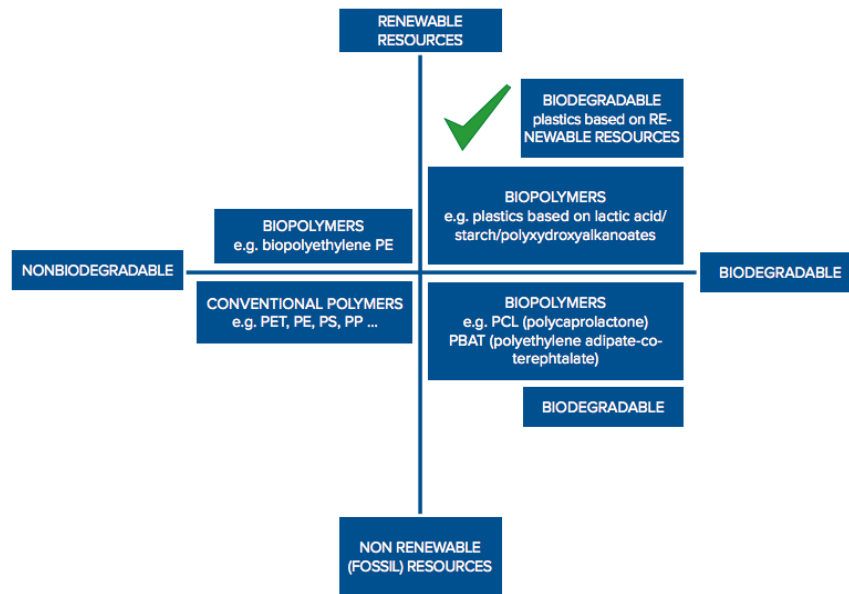 RENEWABLE
RESOURCES
BIODEGRADABLE
plastics based on RE-
NEWABLE RESOURCES
BIOPOLYMERS
e.g. plastics based on lactic acid/
starch/polyxydroxyalkanoates
BIOPOLYMERS
e.g. biopolyethylene PE
NONBIODEGRADABLE
BIODEGRADABLE
CONVENTIONAL POLYMERS
e.g. PET, PE, PS, PP ...
BIOPOLYMERS
e.g. PCL (polycaprolactone)
PBAT (polyethylene adipate-co-
terephtalate)
BIODEGRADABLE
NON RENEWABLE
(FOSSIL) RESOURCES